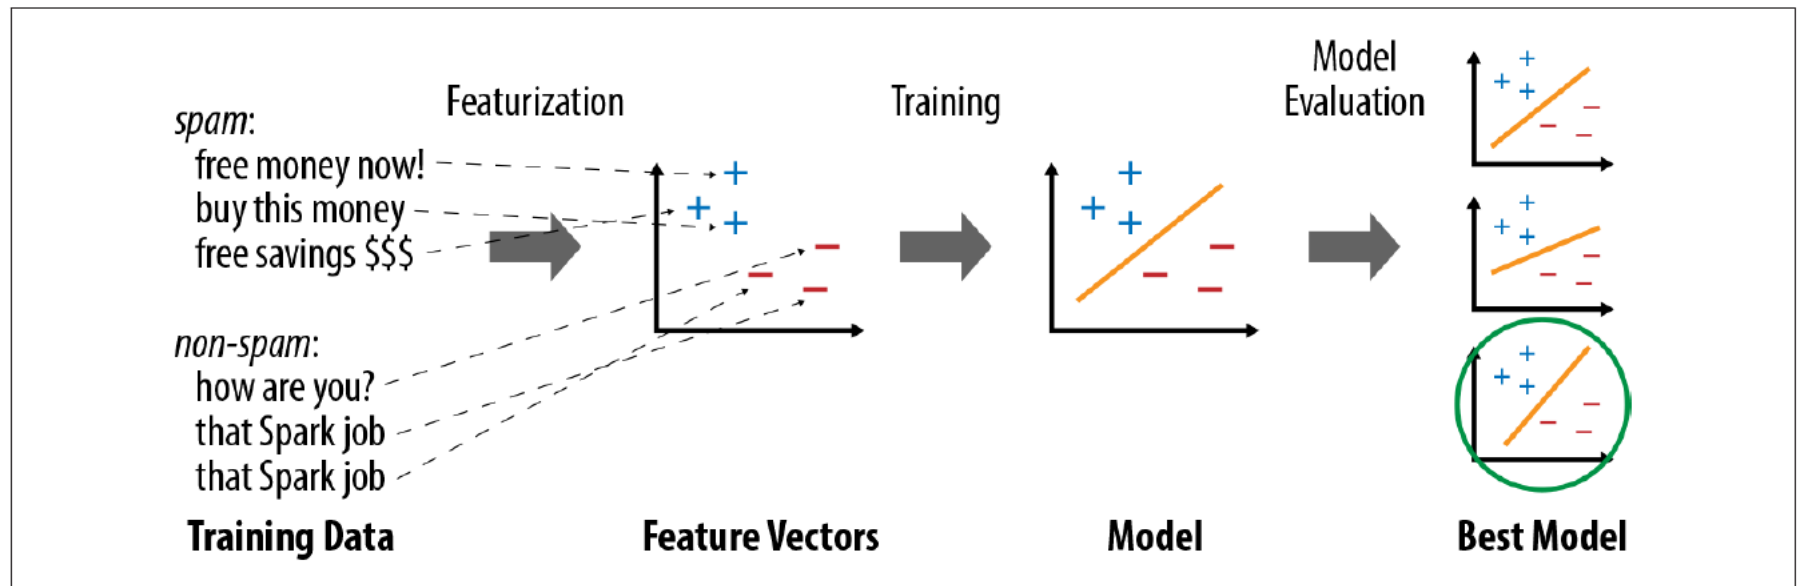 Featurization
Training
Model
Evaluation
spam:
free money now!
buy this money
free savings $$$
non-spam:
how are you?
that Spark job
that Spark job
Training Data
Feature Vectors
Model
Best Model